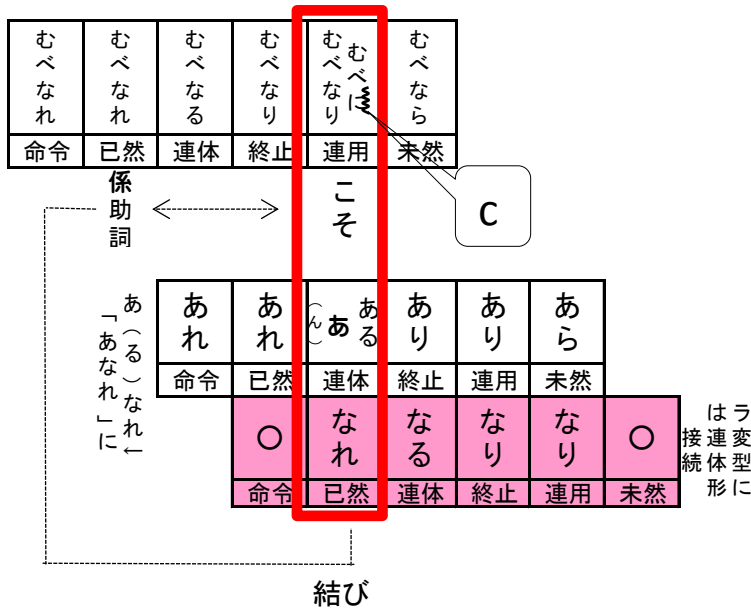 むべなら
むべに
むべなり
むべなり
むべなる
むべなれ
むべなれ
未然
連用
終止
連体
已然
命令
こそ
C
係助詞
あら
あり
あり
ある
あ(ん)
あれ
あれ
未然
連用
終止
連体
已然
命令
○
なり
なり
なる
なれ
○
未然
連用
終止
連体
已然
命令
ラ変型に
は連体形
接続
あ(る)なれ←
「あなれ」に
結び